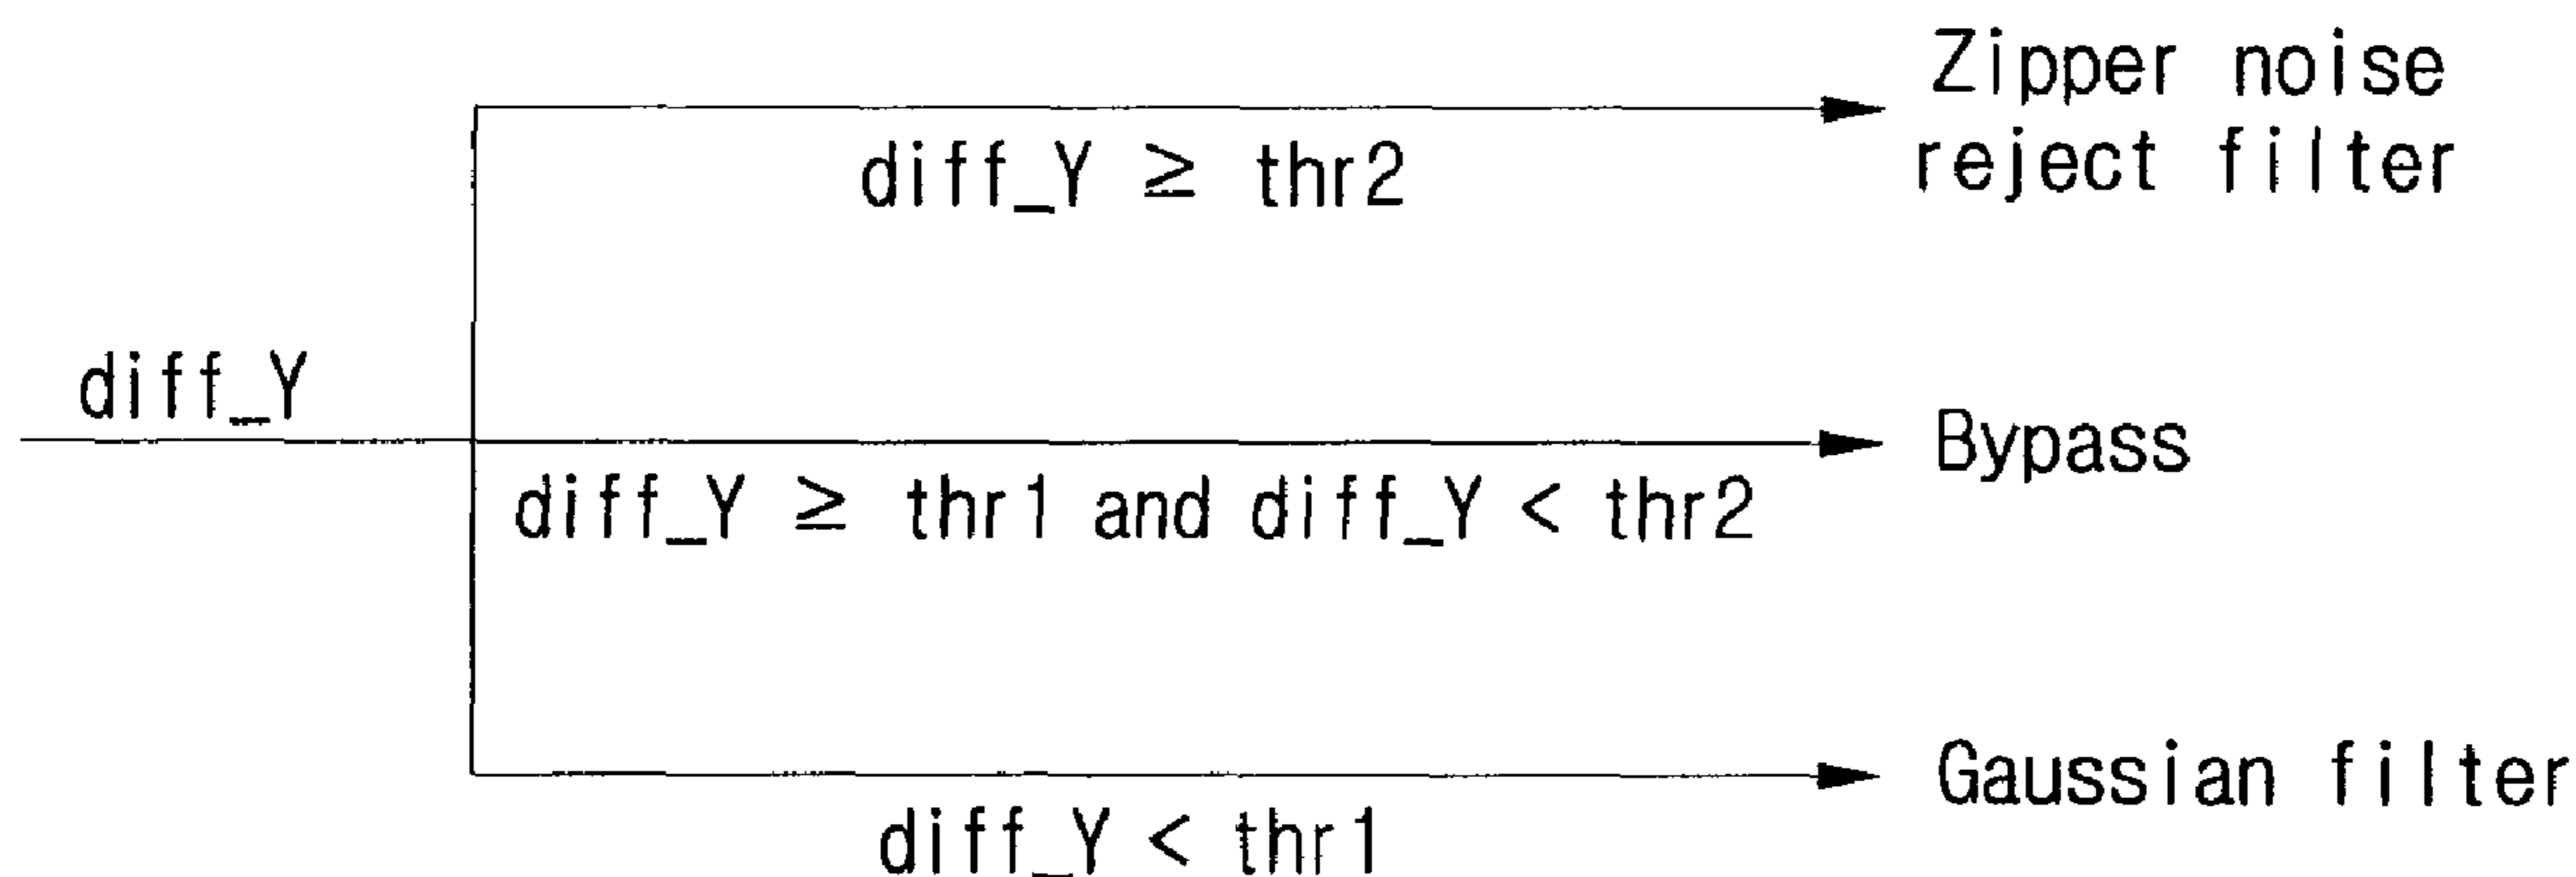 Zipper noise
reject filter
diff_Y ≥ thr2
diff_Y
Bypass
diff_Y ≥ thr1 and diff_Y < thr2
Gaussian filter
diff_Y < thr1